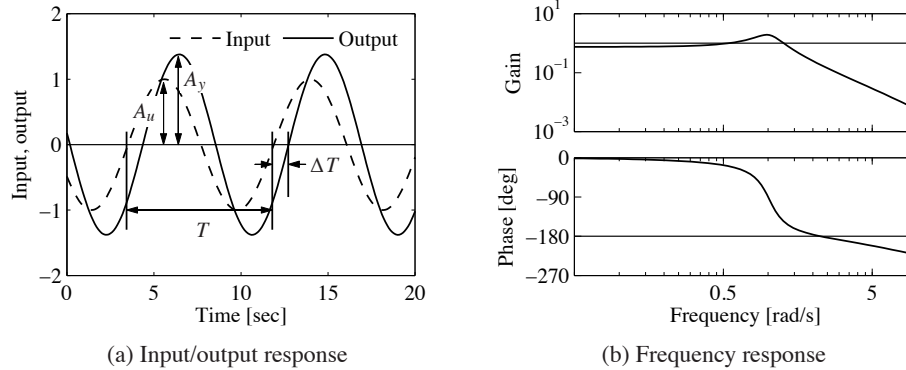 2
1
0
−1
−2
Input, output
Input Output
A_u
A_y
ΔT
T
0 5 10 15 20
Time [sec]
(a) Input/output response
10^1
10^−1
10^−3
Gain
0
−90
−180
−270
Phase [deg]
0.5 5
Frequency [rad/s]
(b) Frequency response